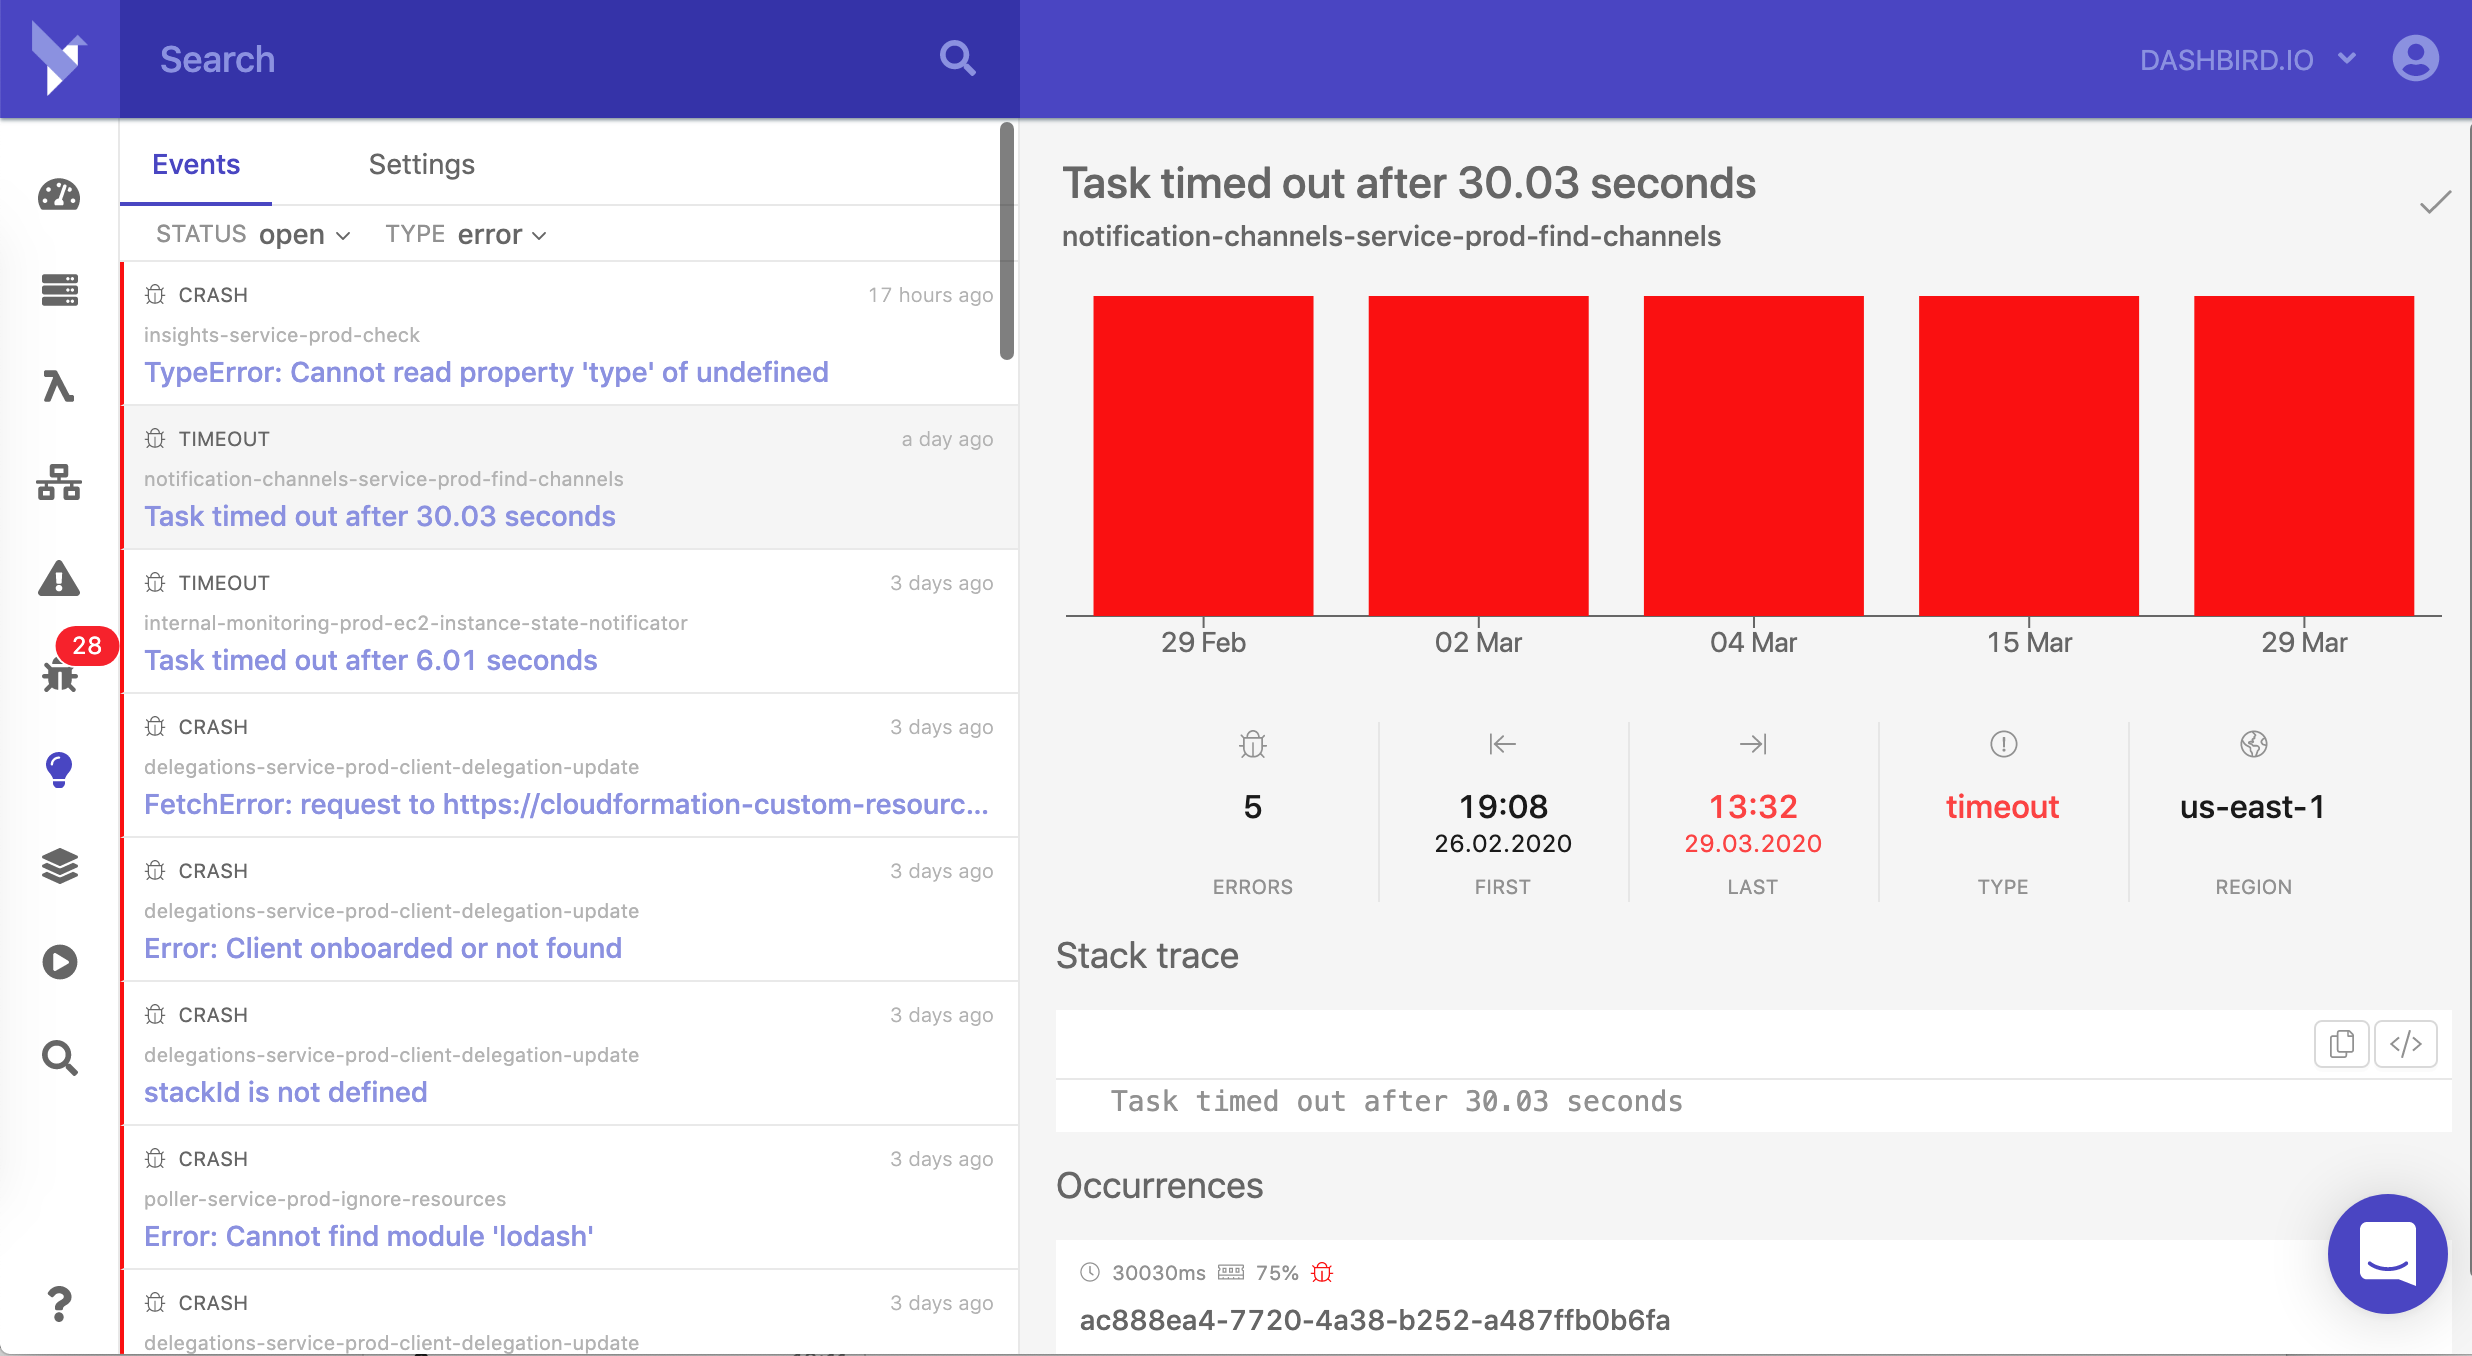 Search
DASHBIRD.IO
Events
Settings
STATUS open TYPE error
CRASH 17 hours ago
insights-service-prod-check
TypeError: Cannot read property 'type' of undefined
TIMEOUT a day ago
notification-channels-service-prod-find-channels
Task timed out after 30.03 seconds
TIMEOUT 3 days ago
internal-monitoring-prod-ec2-instance-state-notificator
Task timed out after 6.01 seconds
28
CRASH 3 days ago
delegations-service-prod-client-delegation-update
FetchError: request to https://cloudformation-custom-resourc...
CRASH 3 days ago
delegations-service-prod-client-delegation-update
Error: Client onboarded or not found
CRASH 3 days ago
delegations-service-prod-client-delegation-update
stackId is not defined
CRASH 3 days ago
poller-service-prod-ignore-resources
Error: Cannot find module 'lodash'
CRASH 3 days ago
delegations-service-prod-client-delegation-update
Task timed out after 30.03 seconds
notification-channels-service-prod-find-channels
29 Feb 02 Mar 04 Mar 15 Mar 29 Mar
5 19:08 13:32 timeout us-east-1
26.02.2020 29.03.2020
ERRORS FIRST LAST TYPE REGION
Stack trace
</>
Task timed out after 30.03 seconds
Occurrences
30030ms 75%
ac888ea4-7720-4a38-b252-a487ffb0b6fa